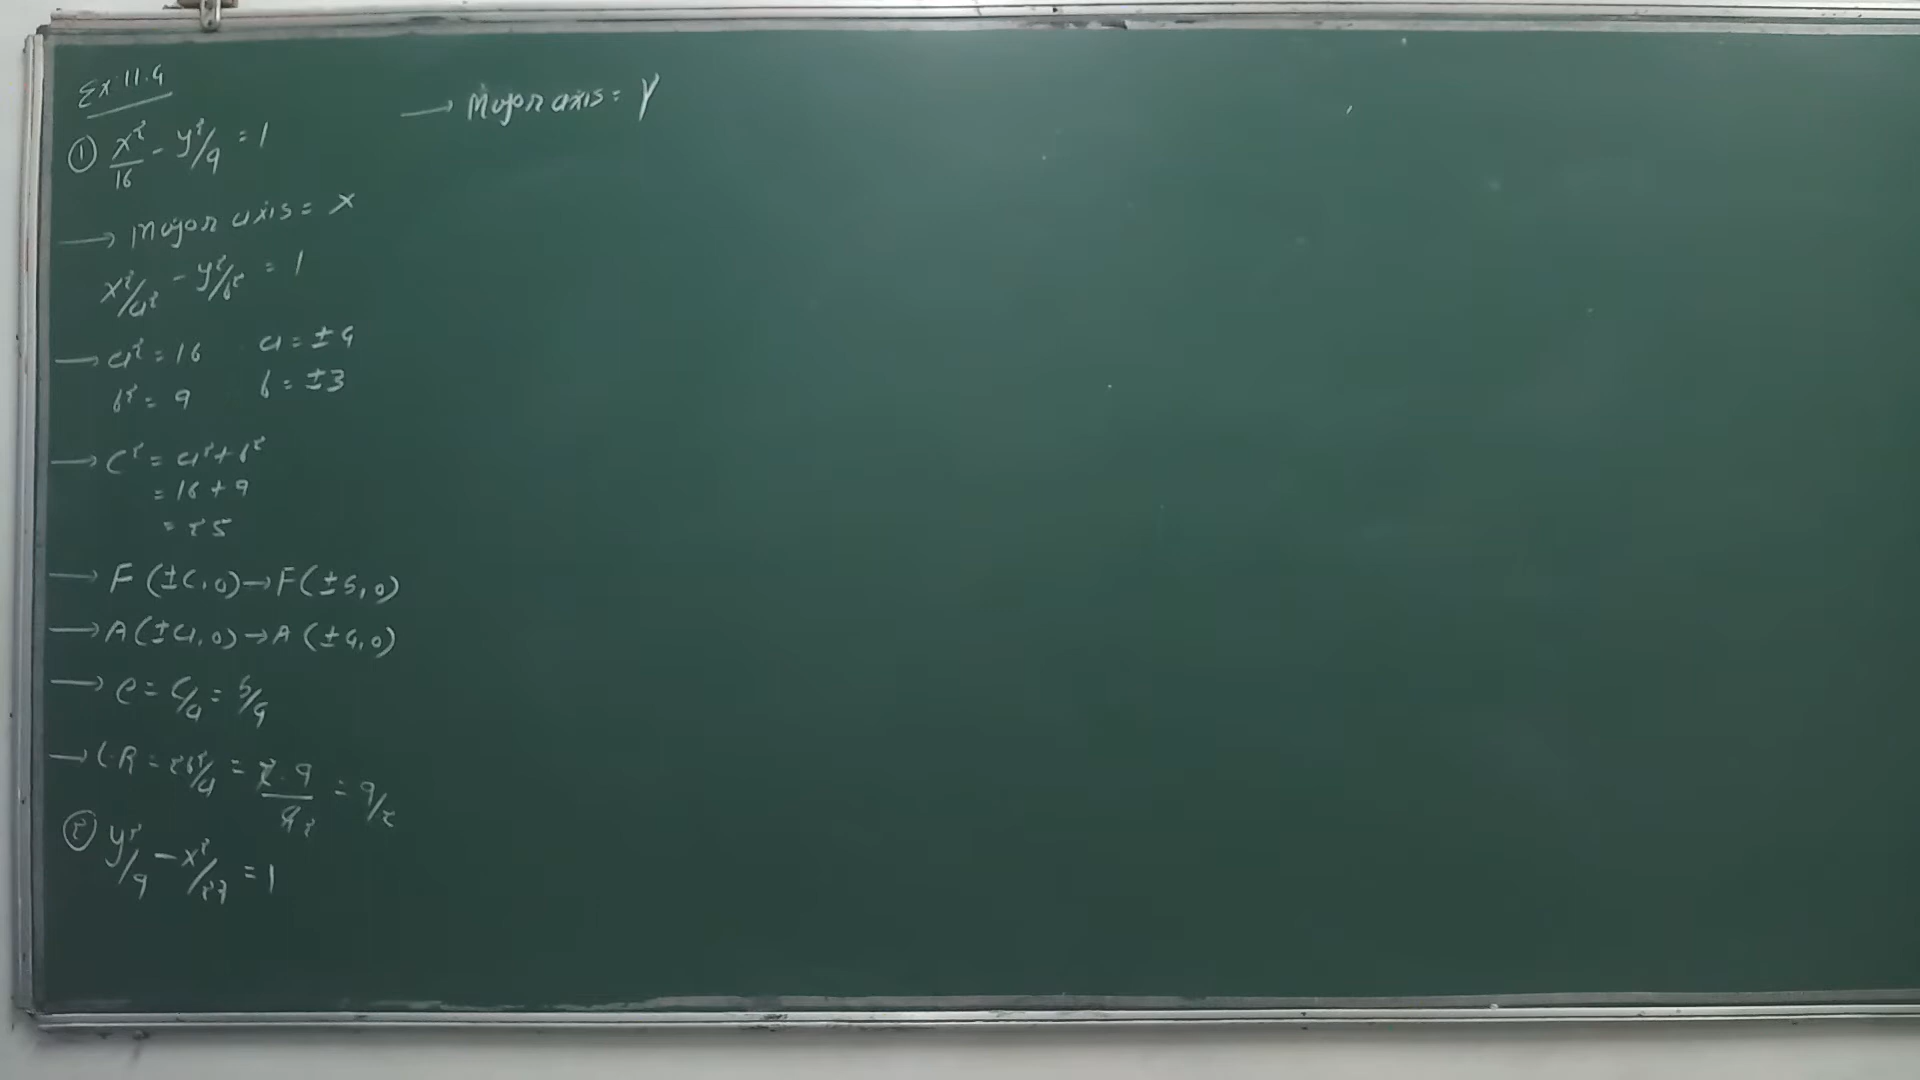 Ex: 11.4
① x²/16 - y²/9 = 1
→ Major axis = X
x²/a² - y²/b² = 1
→ a² = 16 a = ±4
b² = 9 b = ±3
→ C² = a² + b²
= 16 + 9
= 25
→ F (±C, 0) → F (±5, 0)
→ A (±a, 0) → A (±4, 0)
→ e = c/a = 5/4
→ L.R = 2b²/a = 2.9/4 2 = 9/2
② y²/9 - x²/27 = 1
→ Major axis = Y